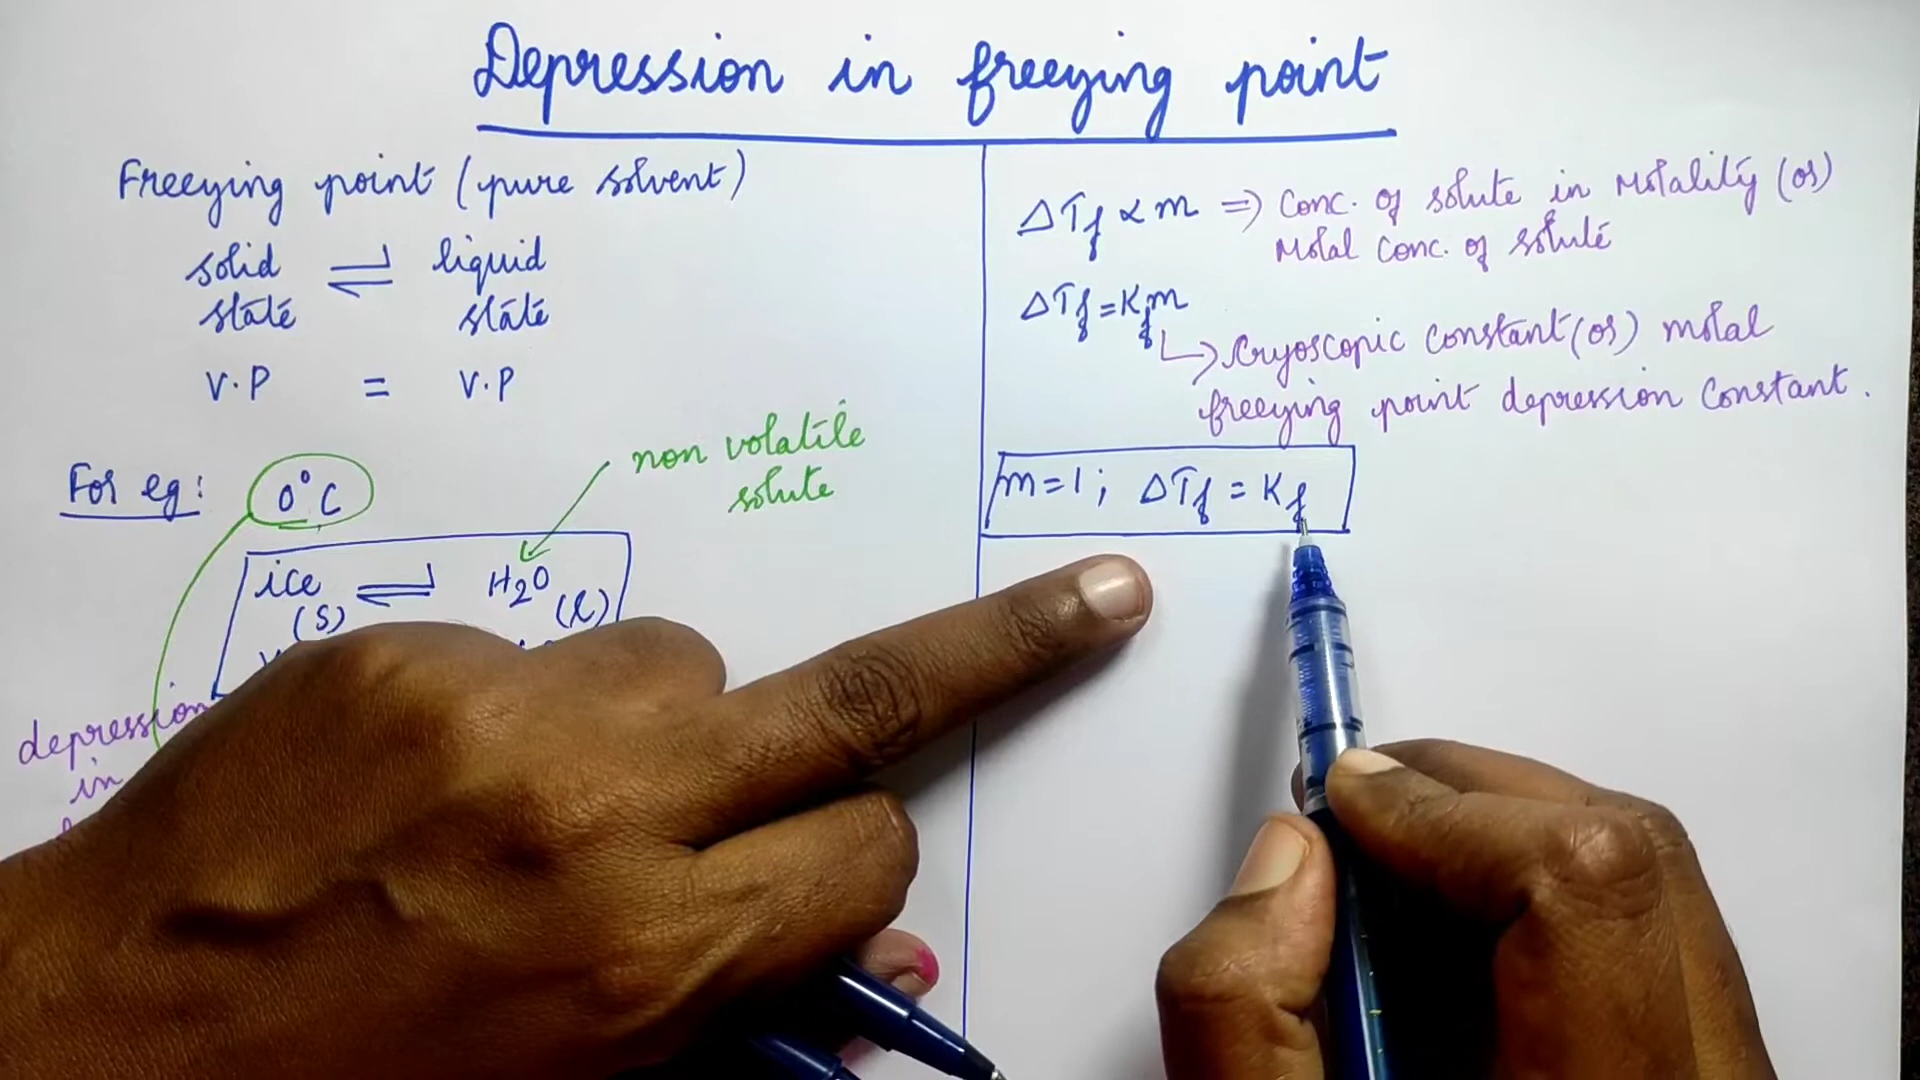 Depression in freezing point
Freezing point (pure solvent)
solid ⇌ liquid
state state
V.P = V.P
For eg: 0°C
non volatile
solute
ice ⇌ H2O
(s) (l)
depression
in
ΔTf ∝ m ⇒ Conc. of solute in Molality (or)
Molal Conc. of solute
ΔTf = Kf m
↳ Cryoscopic Constant (or) molal
freezing point depression Constant.
m = 1 ; ΔTf = Kf